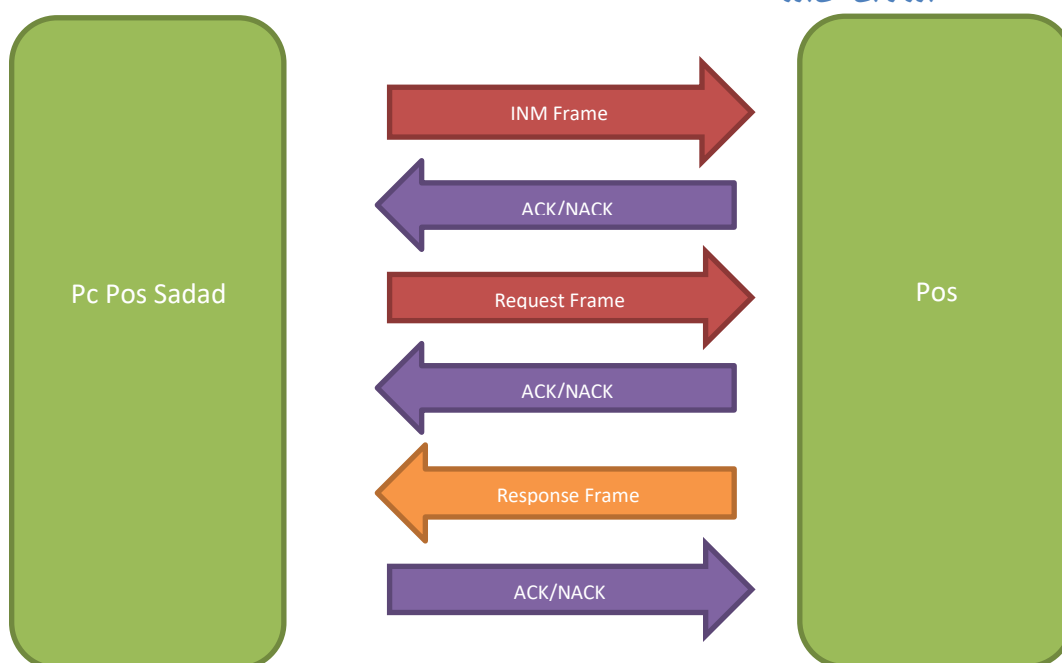 INM Frame
ACK/NACK
Pc Pos Sadad
Request Frame
Pos
ACK/NACK
Response Frame
ACK/NACK